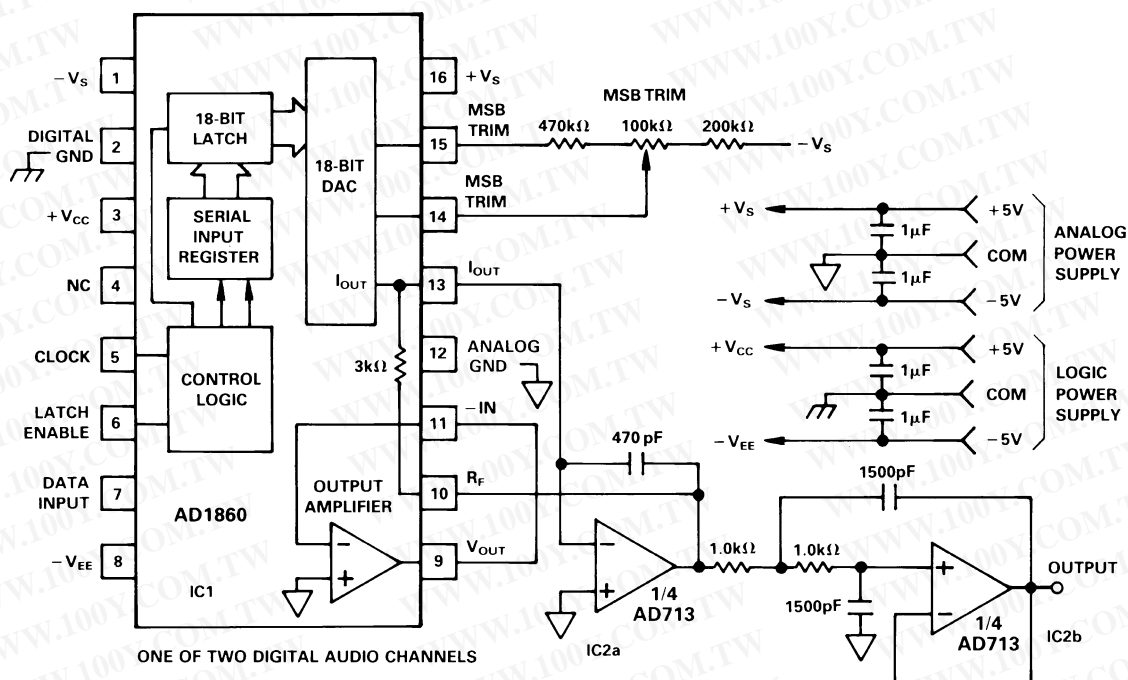 −VS 1
DIGITAL GND 2
+VCC 3
NC 4
CLOCK 5
LATCH ENABLE 6
DATA INPUT 7
−VEE 8
18-BIT
LATCH
SERIAL
INPUT
REGISTER
CONTROL
LOGIC
18-BIT
DAC
IOUT
3kΩ
OUTPUT
AMPLIFIER
−
+
AD1860
IC1
16 +VS
15 MSB TRIM
14 MSB TRIM
13 IOUT
12 ANALOG GND
11 −IN
10 RF
9 VOUT
MSB TRIM
470kΩ 100kΩ 200kΩ −VS
+VS +5V
1μF
COM
1μF
−VS −5V
ANALOG
POWER
SUPPLY
+VCC +5V
1μF
COM
1μF
−VEE −5V
LOGIC
POWER
SUPPLY
470 pF
−
+
1/4
AD713
IC2a
1.0kΩ 1.0kΩ
1500pF
1500pF
+
−
1/4
AD713
IC2b
OUTPUT
ONE OF TWO DIGITAL AUDIO CHANNELS
WWW.100Y.COM.TW